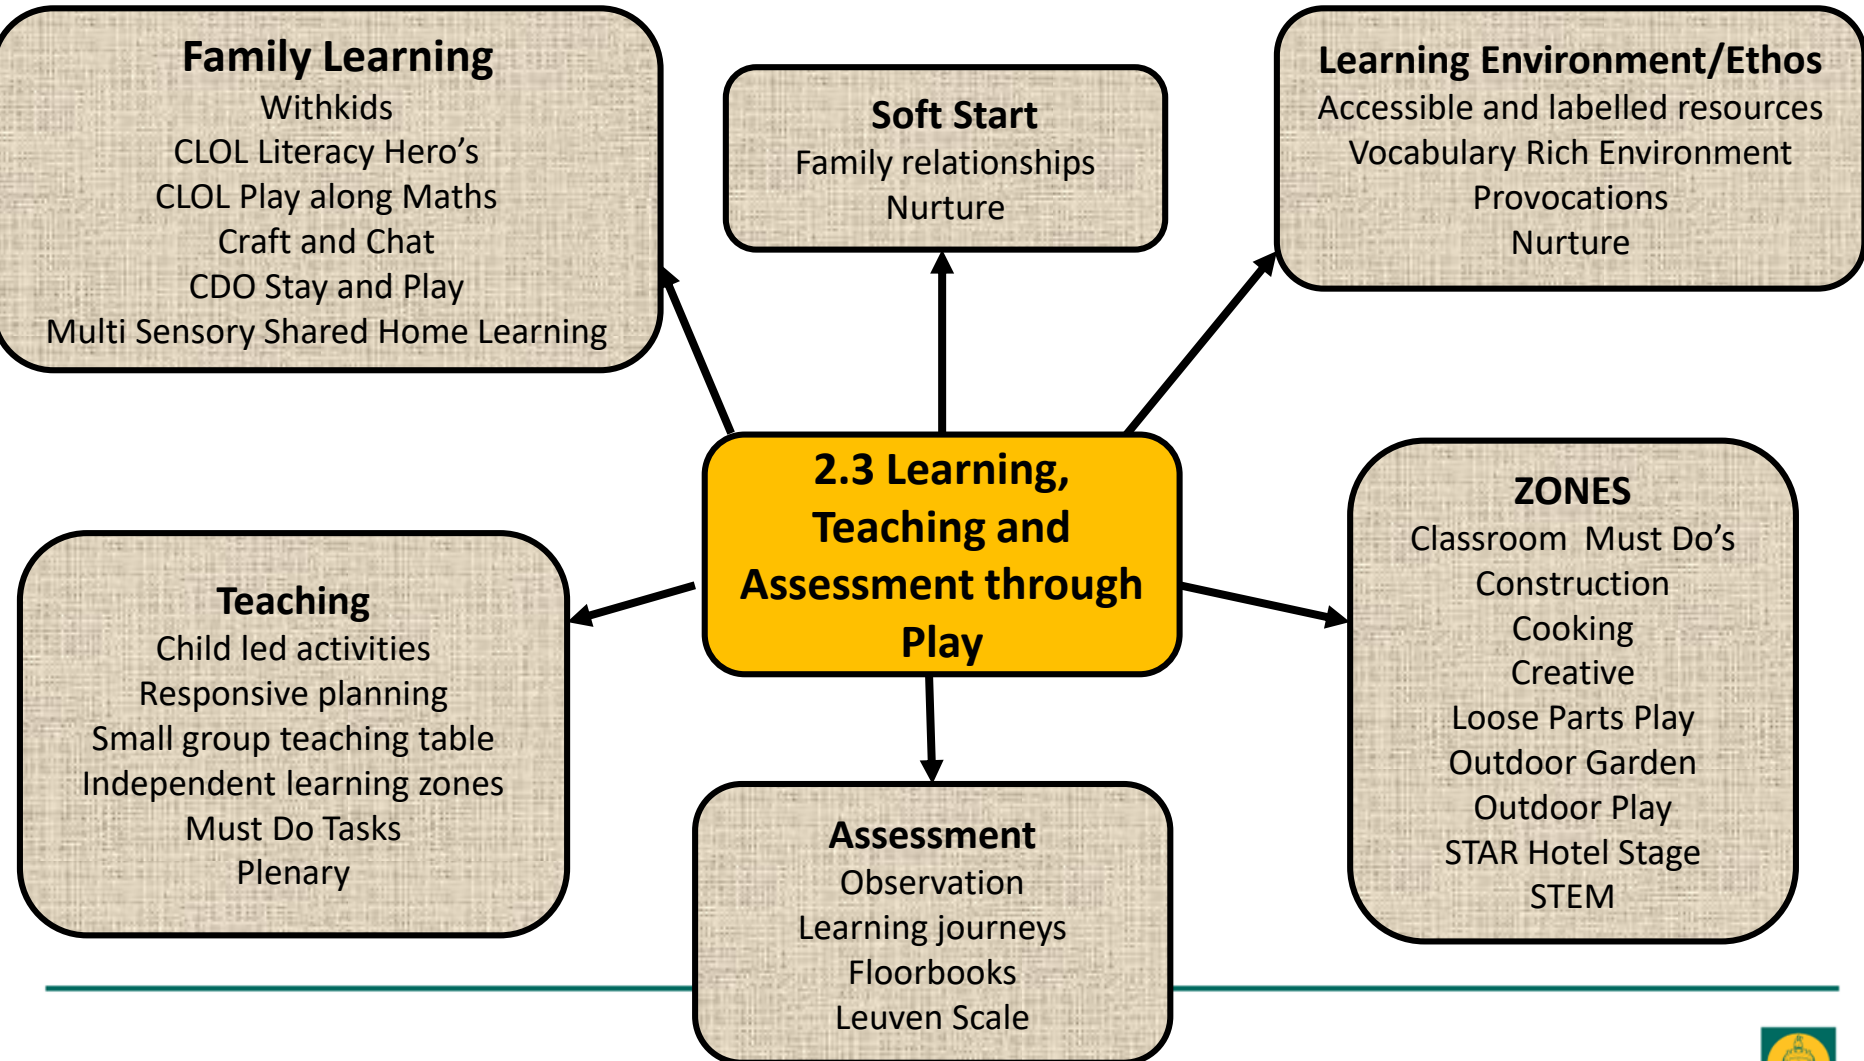 Family Learning
Withkids
CLOL Literacy Hero's
CLOL Play along Maths
Craft and Chat
CDO Stay and Play
Multi Sensory Shared Home Learning
Soft Start
Family relationships
Nurture
Learning Environment/Ethos
Accessible and labelled resources
Vocabulary Rich Environment
Provocations
Nurture
2.3 Learning,
Teaching and
Assessment through
Play
Teaching
Child led activities
Responsive planning
Small group teaching table
Independent learning zones
Must Do Tasks
Plenary
Assessment
Observation
Learning journeys
Floorbooks
Leuven Scale
ZONES
Classroom  Must Do's
Construction
Cooking
Creative
Loose Parts Play
Outdoor Garden
Outdoor Play
STAR Hotel Stage
STEM